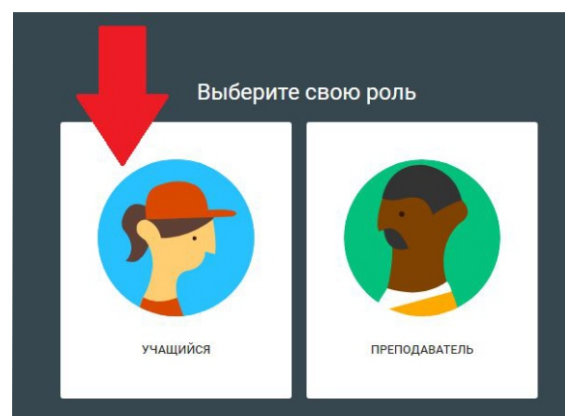 Выберите свою роль
УЧАЩИЙСЯ
ПРЕПОДАВАТЕЛЬ